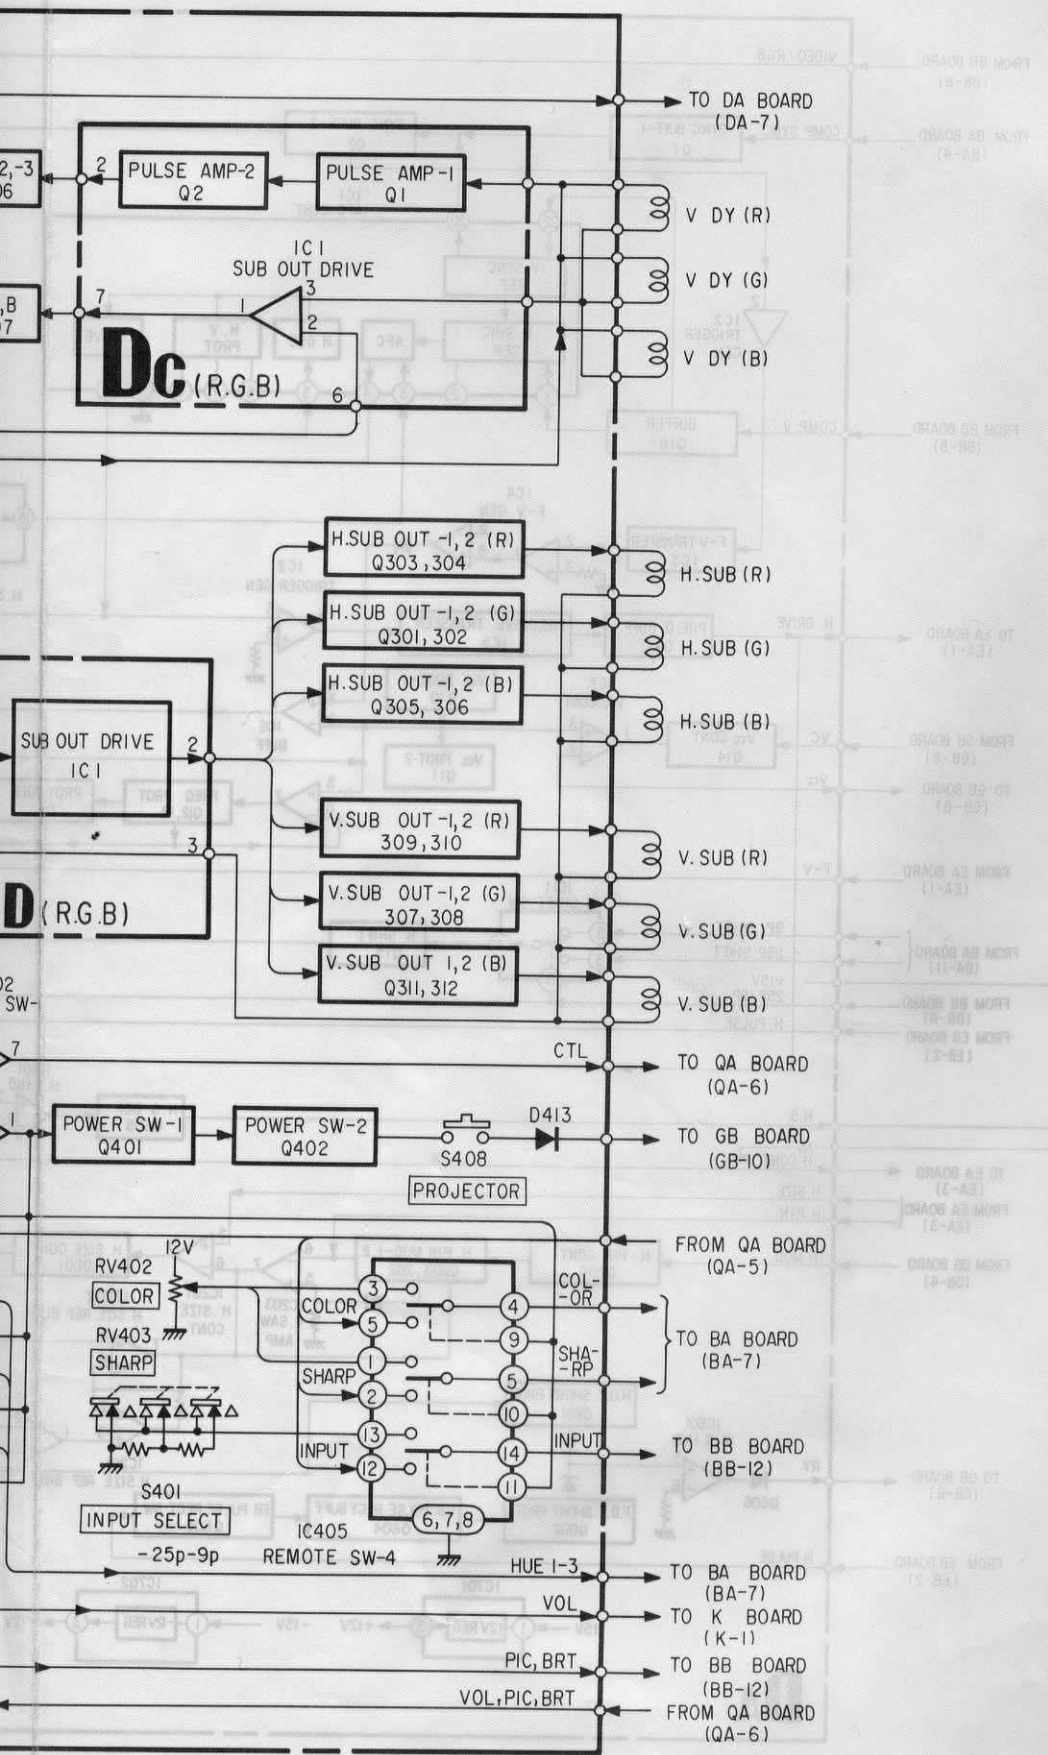 TO DA BOARD
(DA-7)
2,-3
06
2
PULSE AMP-2
Q2
PULSE AMP-1
Q1
V DY (R)
IC1
SUB OUT DRIVE
V DY (G)
,B
07
7
1
3
2
Dc (R.G.B)
6
V DY (B)
H.SUB OUT -1,2 (R)
Q303,304
H.SUB (R)
H.SUB OUT -1,2 (G)
Q301,302
H.SUB (G)
H.SUB OUT -1,2 (B)
Q305,306
H.SUB (B)
SUB OUT DRIVE
IC1
2
3
V.SUB OUT -1,2 (R)
309,310
V.SUB (R)
D (R.G.B)
V.SUB OUT -1,2 (G)
307,308
V.SUB (G)
V.SUB OUT 1,2 (B)
Q311,312
V.SUB (B)
02
SW-
7
CTL
TO QA BOARD
(QA-6)
1
POWER SW-1
Q401
POWER SW-2
Q402
S408
PROJECTOR
D413
TO GB BOARD
(GB-10)
FROM QA BOARD
(QA-5)
RV402
COLOR
12V
RV403
SHARP
COLOR
3
5
SHARP
1
2
INPUT
13
12
4
9
5
10
14
11
6,7,8
COL-
-OR
SHA-
-RP
TO BA BOARD
(BA-7)
INPUT
TO BB BOARD
(BB-12)
S401
INPUT SELECT
-25p-9p
IC405
REMOTE SW-4
HUE 1-3
TO BA BOARD
(BA-7)
VOL
TO K BOARD
(K-1)
PIC, BRT
TO BB BOARD
(BB-12)
VOL, PIC, BRT
FROM QA BOARD
(QA-6)